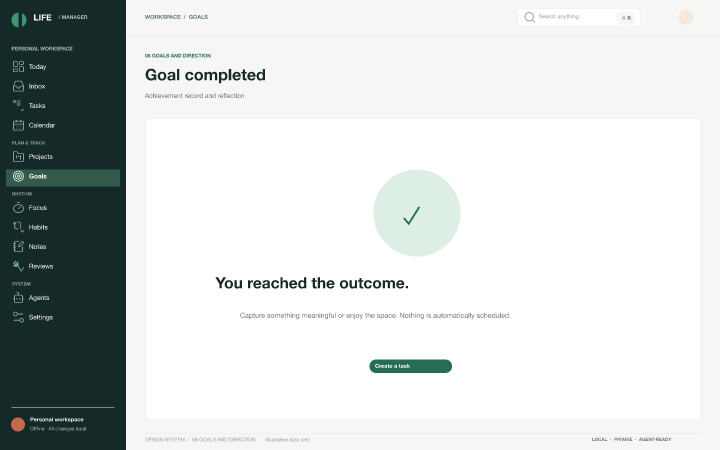 LIFE / MANAGER
PERSONAL WORKSPACE
Today
Inbox
Tasks
Calendar
PLAN & TRACK
Projects
Goals
RHYTHM
Focus
Habits
Notes
Reviews
SYSTEM
Agents
Settings
Personal workspace
Offline · All changes local
WORKSPACE / GOALS
Search anything...
⌘ K
06 GOALS AND DIRECTION
Goal completed
Achievement record and reflection
You reached the outcome.
Capture something meaningful or enjoy the space. Nothing is automatically scheduled.
Create a task
DESIGN SYSTEM / 06 GOALS AND DIRECTION · Illustrative data only
LOCAL · PRIVATE · AGENT-READY